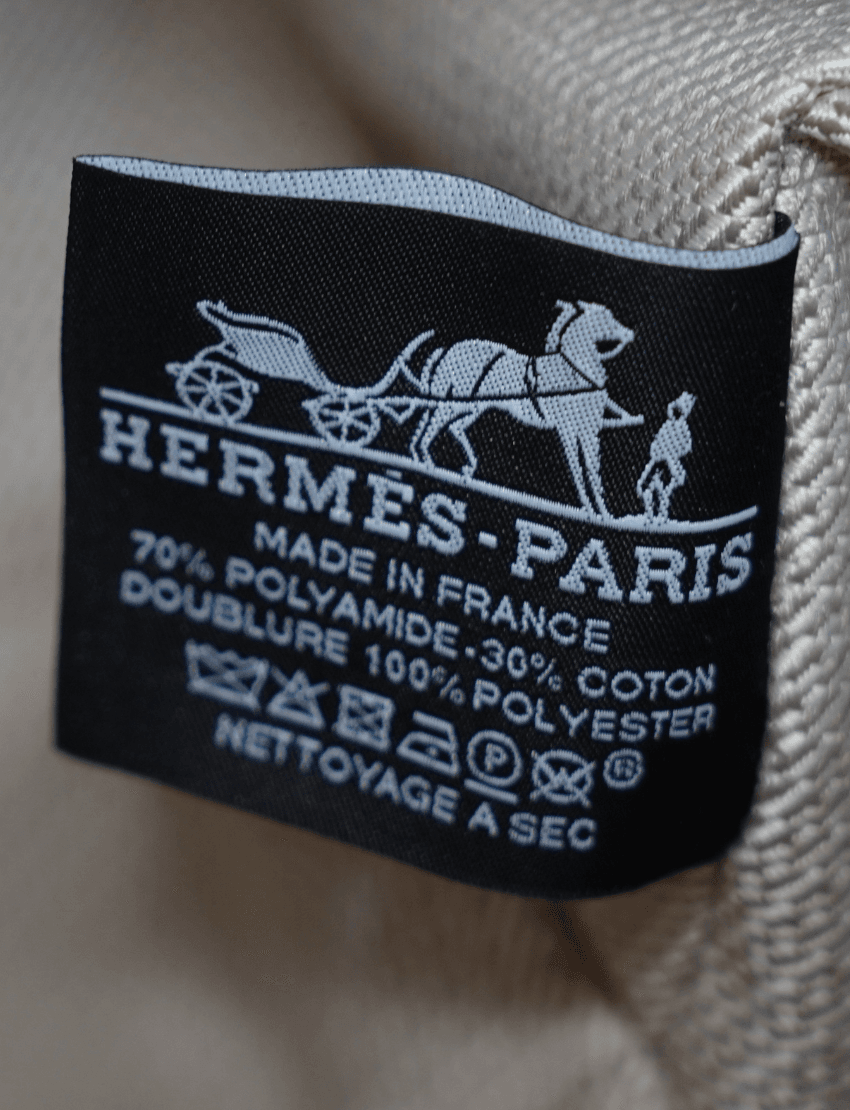 HERMÈS-PARIS
MADE IN FRANCE
70% POLYAMIDE-30% COTON
DOUBLURE 100% POLYESTER
P W ®
NETTOYAGE A SEC